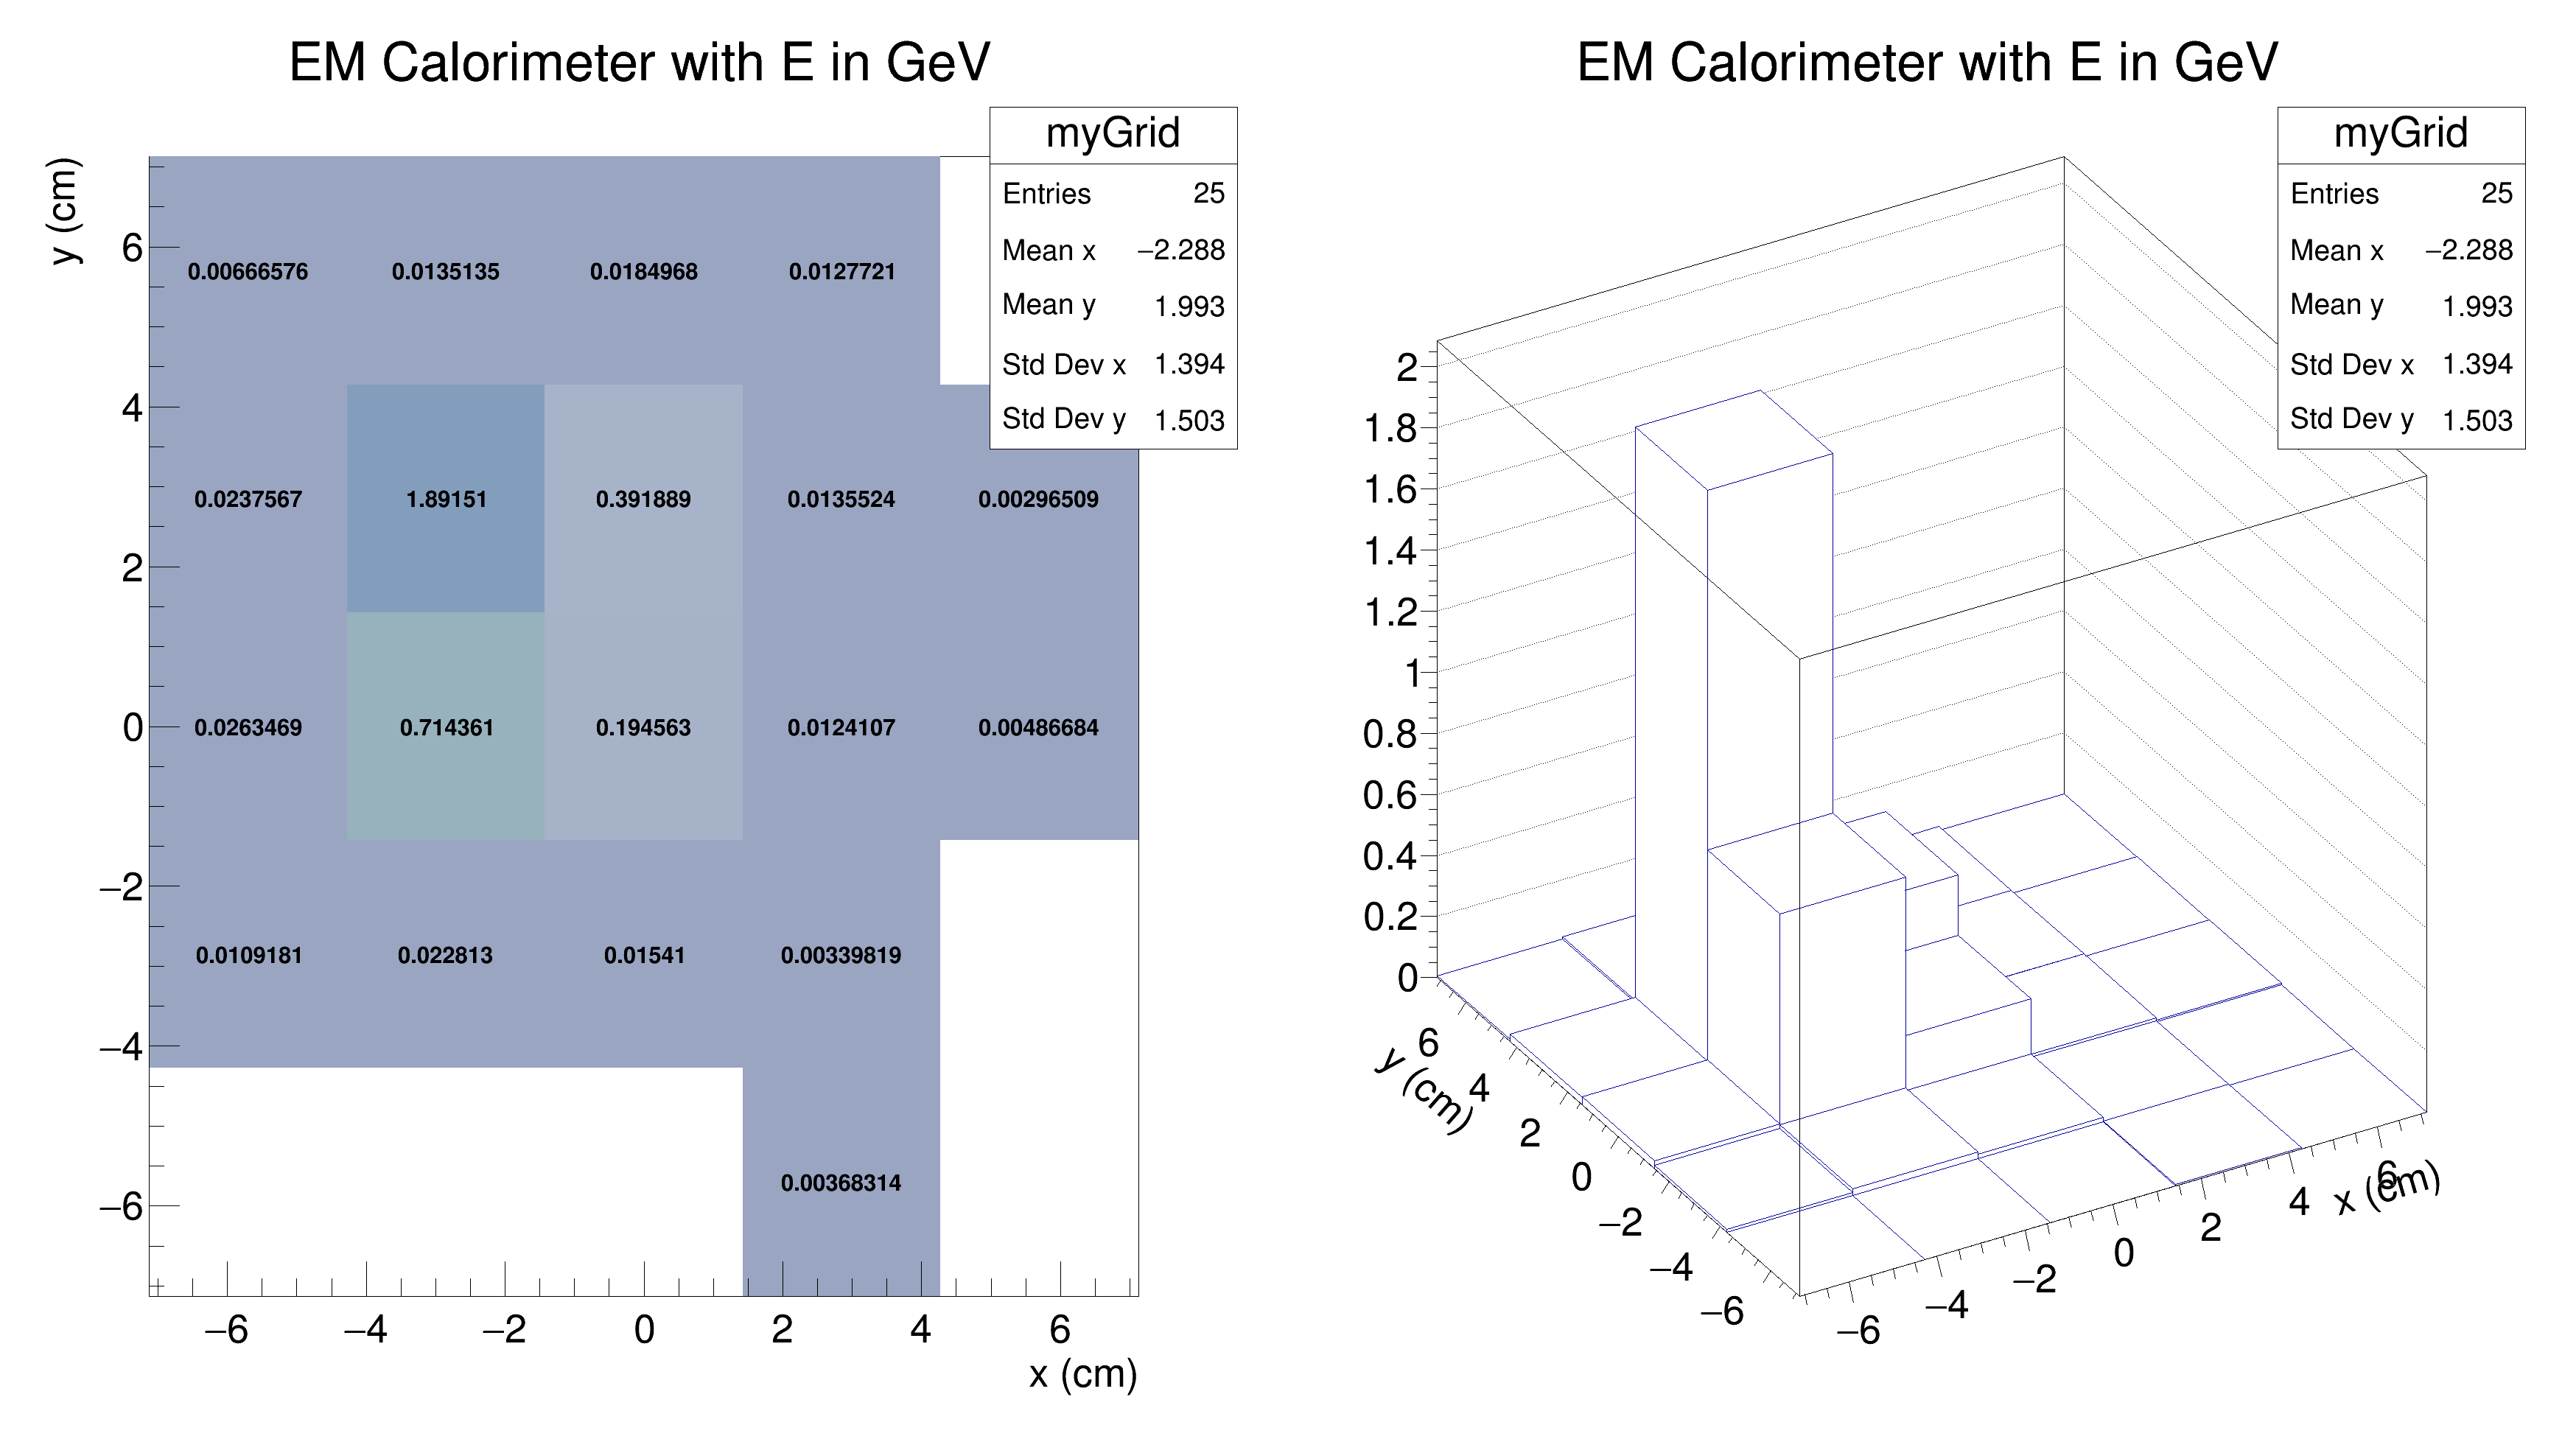 EM Calorimeter with E in GeV
myGrid
Entries 25
Mean x −2.288
Mean y 1.993
Std Dev x 1.394
Std Dev y 1.503
y (cm)
6
4
2
0
−2
−4
−6
0.00666576 0.0135135 0.0184968 0.0127721
0.0237567 1.89151 0.391889 0.0135524 0.00296509
0.0263469 0.714361 0.194563 0.0124107 0.00486684
0.0109181 0.022813 0.01541 0.00339819
0.00368314
−6 −4 −2 0 2 4 6
x (cm)
EM Calorimeter with E in GeV
myGrid
Entries 25
Mean x −2.288
Mean y 1.993
Std Dev x 1.394
Std Dev y 1.503
2
1.8
1.6
1.4
1.2
1
0.8
0.6
0.4
0.2
0
y (cm)
6
4
2
0
−2
−4
−6
−6 −4 −2 0 2 4 6
x (cm)